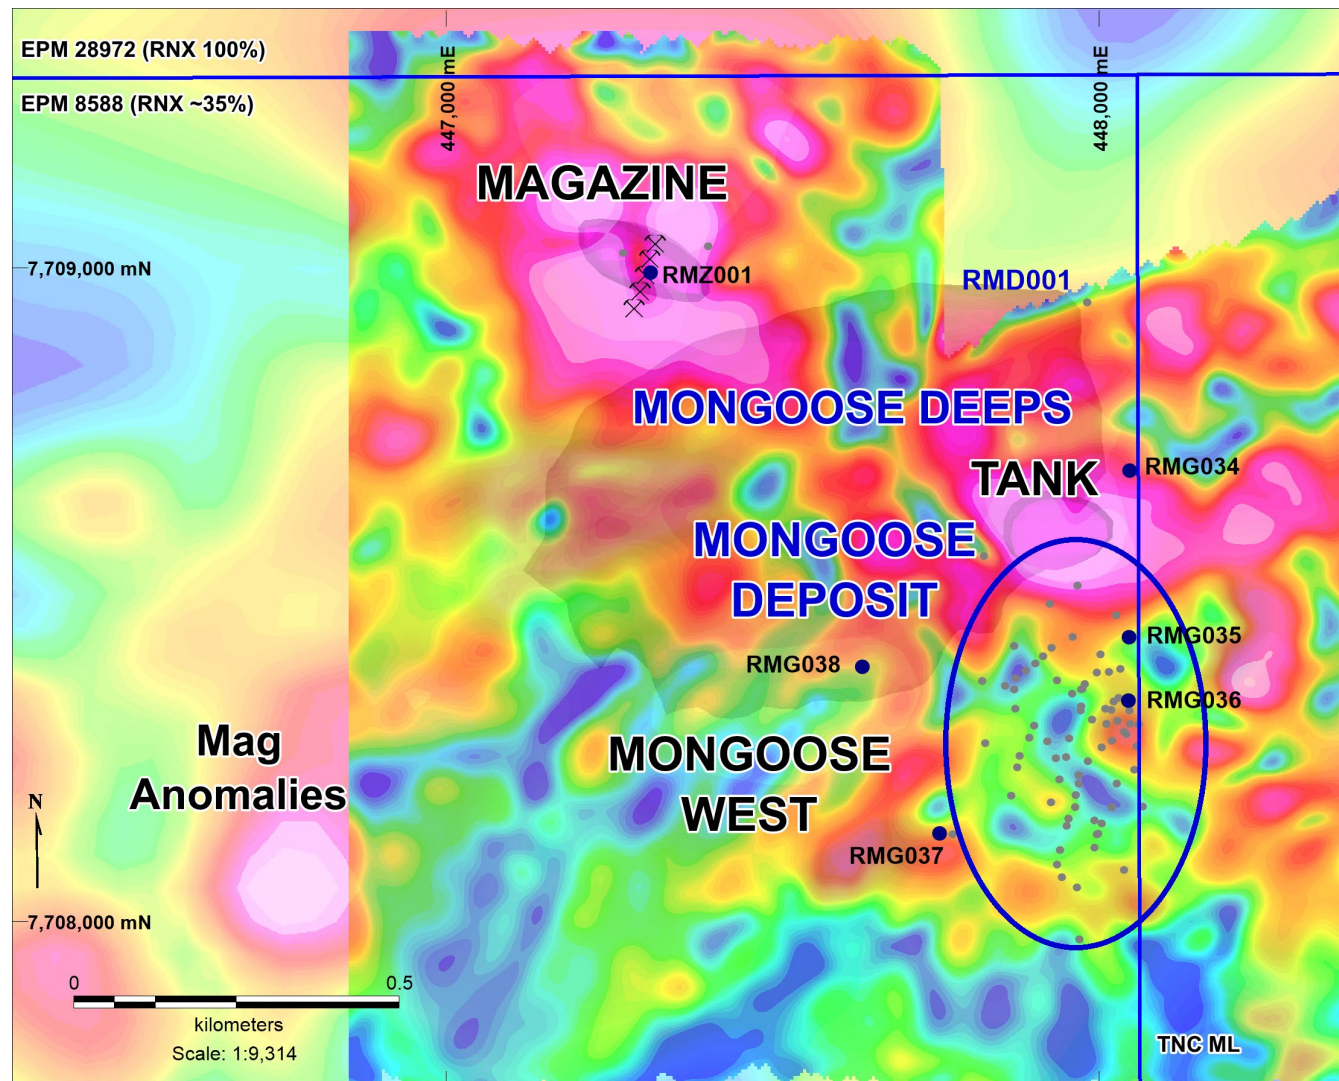 EPM 28972 (RNX 100%)
EPM 8588 (RNX ~35%)
447,000 mE
448,000 mE
MAGAZINE
7,709,000 mN
RMZ001
RMD001
MONGOOSE DEEPS
TANK
RMG034
MONGOOSE
DEPOSIT
RMG035
RMG038
RMG036
Mag
Anomalies
MONGOOSE
WEST
N
RMG037
7,708,000 mN
0 0.5
kilometers
Scale: 1:9,314
TNC ML